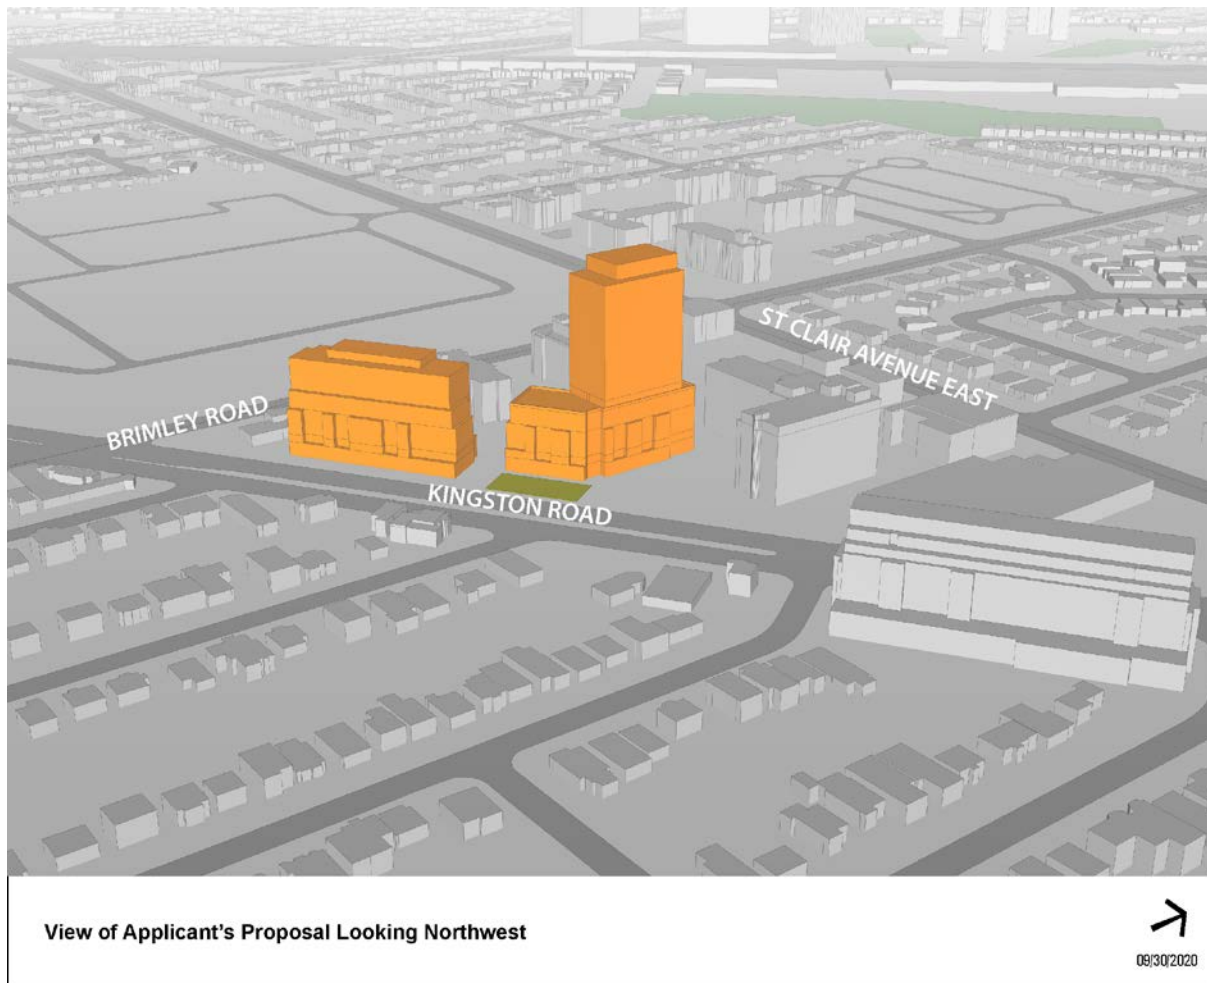 ST CLAIR AVENUE EAST
BRIMLEY ROAD
KINGSTON ROAD
View of Applicant's Proposal Looking Northwest
09/30/2020